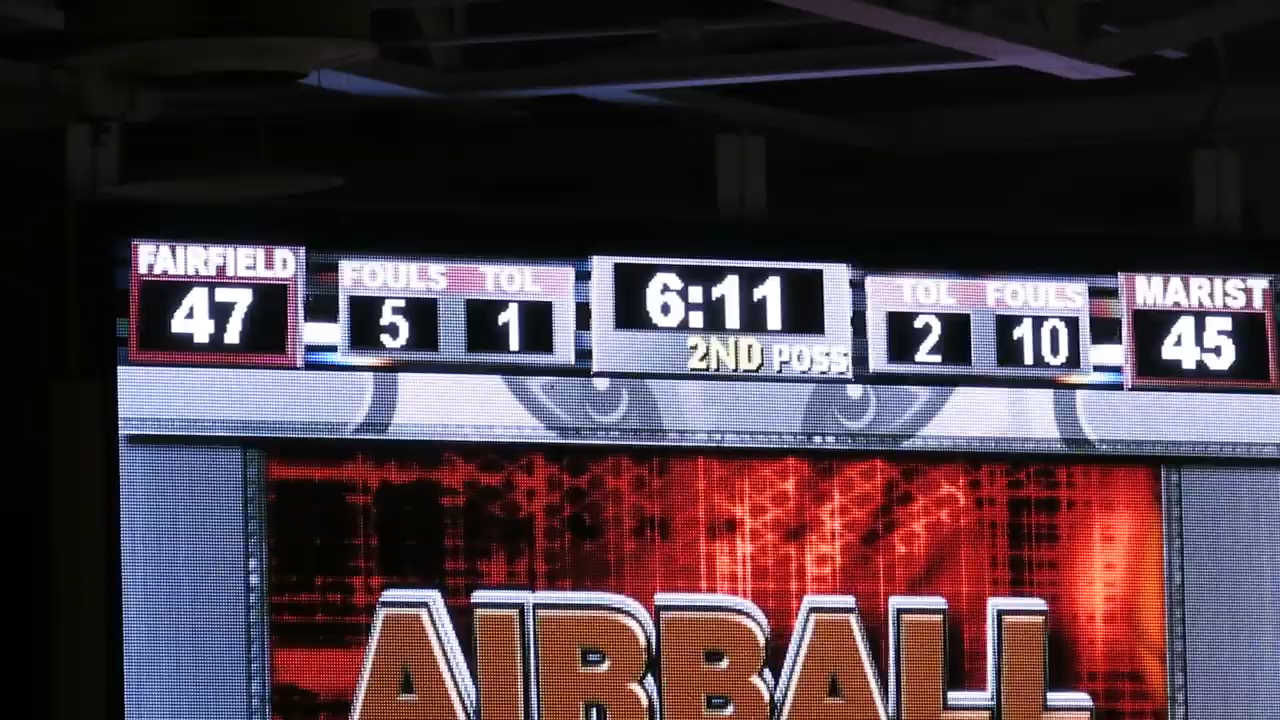 FAIRFIELD FOULS TOL 6:11 TOL FOULS MARIST
47 5 1 2ND POSS 2 10 45
AIRBALL